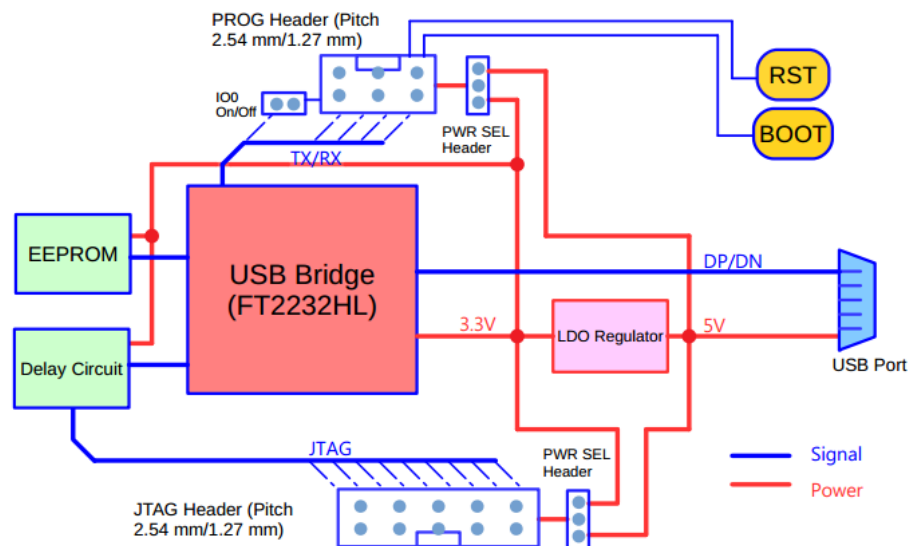 PROG Header (Pitch
2.54 mm/1.27 mm)
RST
IO0
On/Off
BOOT
PWR SEL
Header
TX/RX
EEPROM
USB Bridge
(FT2232HL)
DP/DN
3.3V
LDO Regulator
5V
Delay Circuit
USB Port
JTAG
PWR SEL
Header
Signal
Power
JTAG Header (Pitch
2.54 mm/1.27 mm)